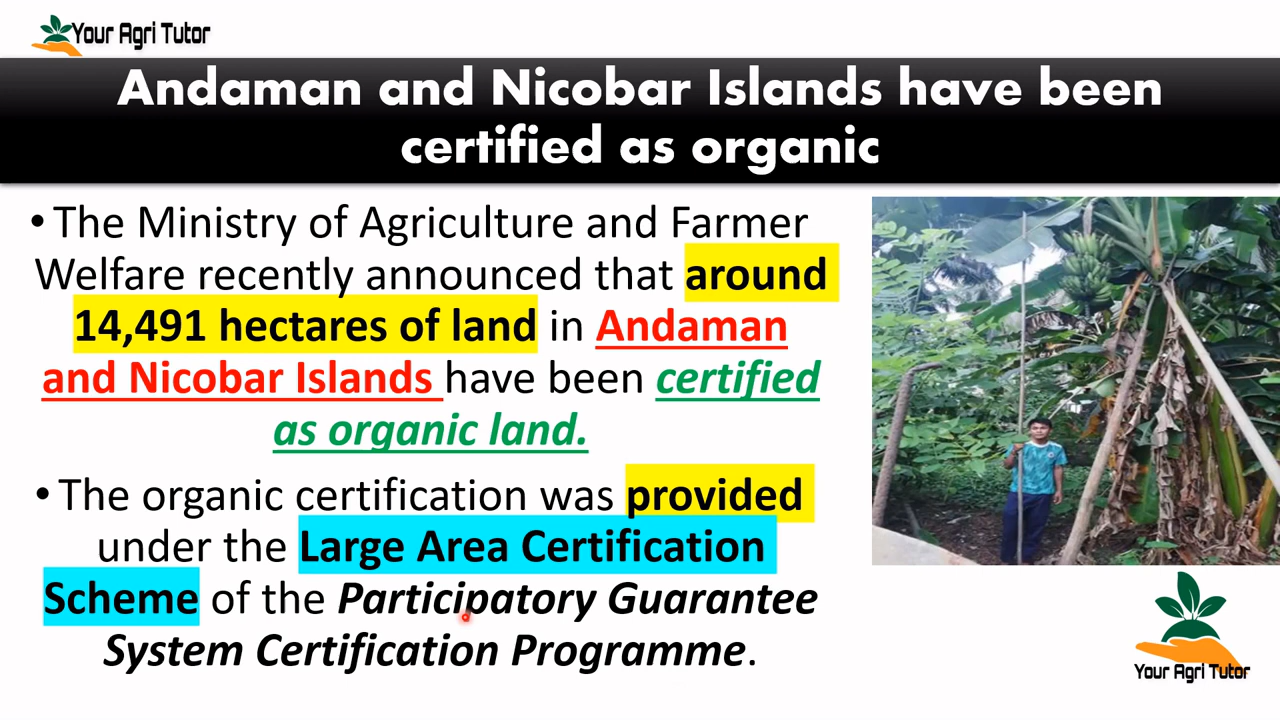 Your Agri Tutor
Andaman and Nicobar Islands have been
certified as organic
• The Ministry of Agriculture and Farmer
Welfare recently announced that around
14,491 hectares of land in Andaman
and Nicobar Islands have been certified
as organic land.
• The organic certification was provided
under the Large Area Certification
Scheme of the Participatory Guarantee
System Certification Programme.
Your Agri Tutor